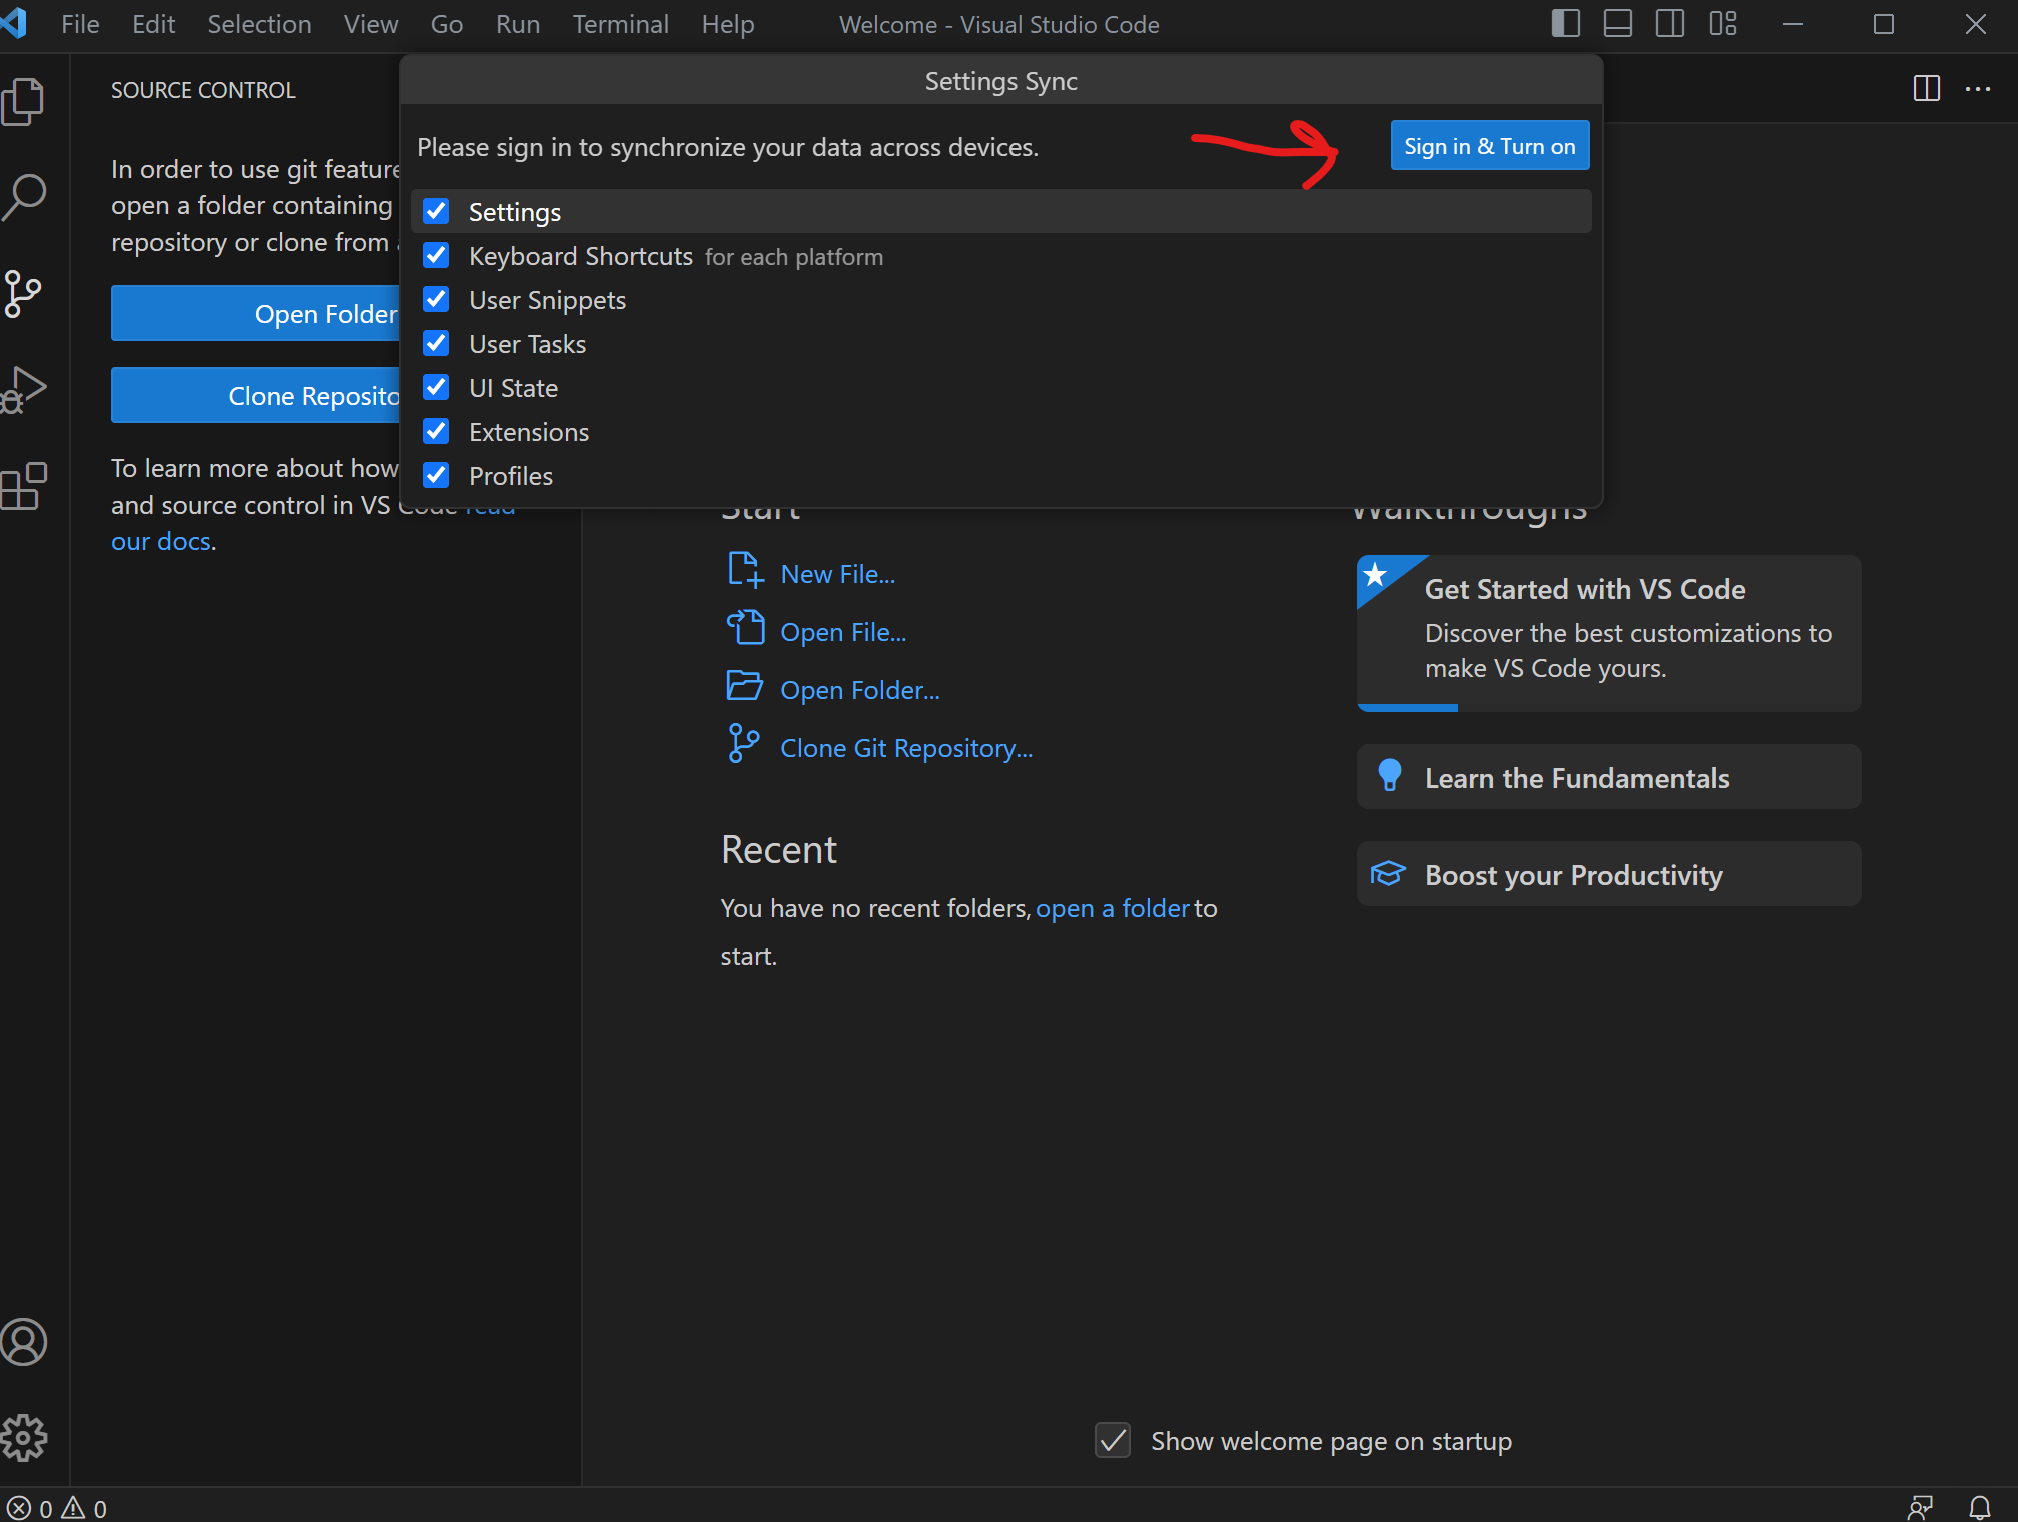 File Edit Selection View Go Run Terminal Help Welcome - Visual Studio Code
Settings Sync
SOURCE CONTROL
Please sign in to synchronize your data across devices.
Sign in & Turn on
In order to use git feature
open a folder containing
repository or clone from
Open Folder
Clone Reposito
To learn more about how
and source control in VS Code read
our docs.
Settings
Keyboard Shortcuts for each platform
User Snippets
User Tasks
UI State
Extensions
Profiles
Start
New File...
Open File...
Open Folder...
Clone Git Repository...
Recent
You have no recent folders, open a folder to
start.
Walkthroughs
Get Started with VS Code
Discover the best customizations to
make VS Code yours.
Learn the Fundamentals
Boost your Productivity
Show welcome page on startup
0 0